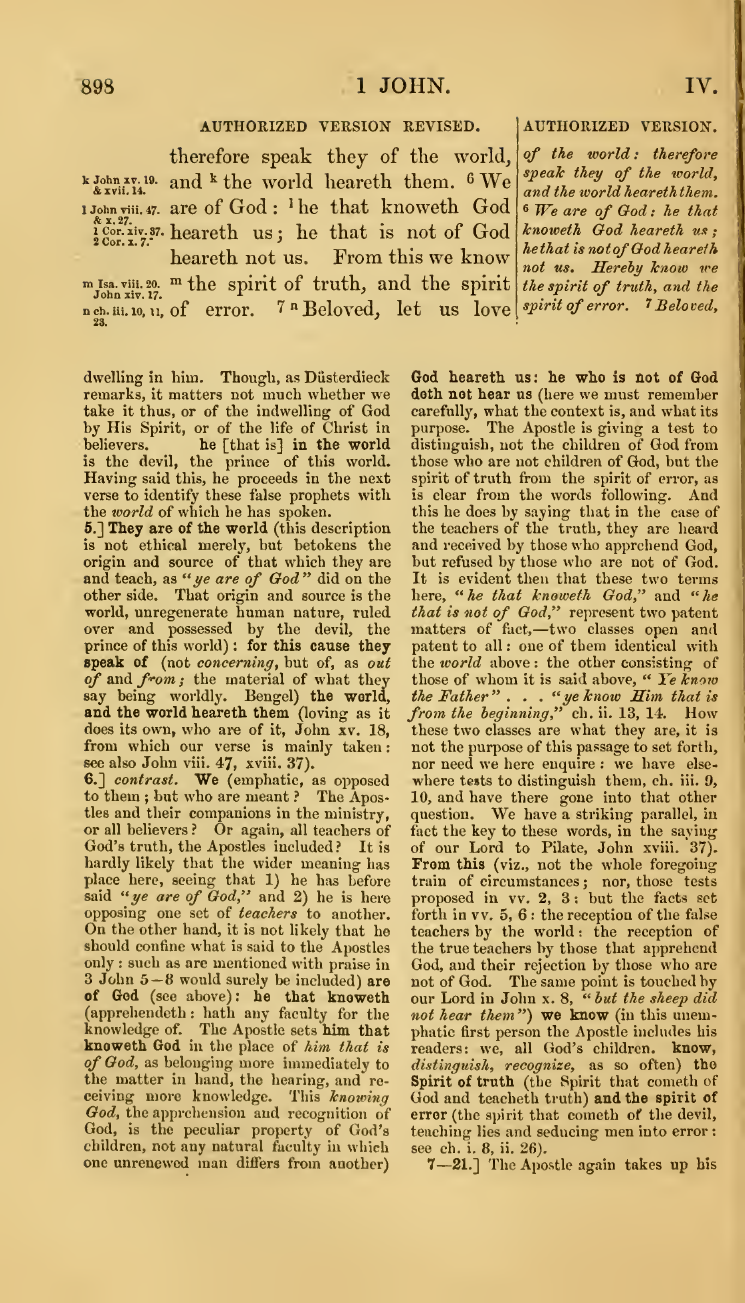 898
1 JOHN.
IV.
AUTHORIZED VERSION REVISED.
therefore speak they of the world,
k John xv. 19.
& xvii. 14.
and k the world heareth them. 6 We
l John viii. 47.
& x. 27.
are of God : l he that knoweth God
1 Cor. xiv. 37.
2 Cor. x. 7.
heareth us ; he that is not of God
heareth not us. From this we know
m Isa. viii. 20.
John xiv. 17.
m the spirit of truth, and the spirit
n ch. iii. 10, 11,
23.
of error. 7 n Beloved, let us love
AUTHORIZED VERSION.
of the world : therefore
speak they of the world,
and the world heareth them.
6 We are of God : he that
knoweth God heareth us ;
he that is not of God heareth
not us. Hereby know we
the spirit of truth, and the
spirit of error. 7 Beloved,
dwelling in him. Though, as Düsterdieck
remarks, it matters not much whether we
take it thus, or of the indwelling of God
by His Spirit, or of the life of Christ in
believers. he [that is] in the world
is the devil, the prince of this world.
Having said this, he proceeds in the next
verse to identify these false prophets with
the world of which he has spoken.
5.] They are of the world (this description
is not ethical merely, but betokens the
origin and source of that which they are
and teach, as “ye are of God” did on the
other side. That origin and source is the
world, unregenerate human nature, ruled
over and possessed by the devil, the
prince of this world) : for this cause they
speak of (not concerning, but of, as out
of and from ; the material of what they
say being worldly. Bengel) the world,
and the world heareth them (loving as it
does its own, who are of it, John xv. 18,
from which our verse is mainly taken :
see also John viii. 47, xviii. 37).
6.] contrast. We (emphatic, as opposed
to them ; but who are meant ? The Apos-
tles and their companions in the ministry,
or all believers ? Or again, all teachers of
God's truth, the Apostles included ? It is
hardly likely that the wider meaning has
place here, seeing that 1) he has before
said “ye are of God,” and 2) he is here
opposing one set of teachers to another.
On the other hand, it is not likely that he
should confine what is said to the Apostles
only : such as are mentioned with praise in
3 John 5—8 would surely be included) are
of God (see above) : he that knoweth
(apprehendeth : hath any faculty for the
knowledge of. The Apostle sets him that
knoweth God in the place of him that is
of God, as belonging more immediately to
the matter in hand, the hearing, and re-
ceiving more knowledge. This knowing
God, the apprehension and recognition of
God, is the peculiar property of God's
children, not any natural faculty in which
one unrenewed man differs from another)
God heareth us : he who is not of God
doth not hear us (here we must remember
carefully, what the context is, and what its
purpose. The Apostle is giving a test to
distinguish, not the children of God from
those who are not children of God, but the
spirit of truth from the spirit of error, as
is clear from the words following. And
this he does by saying that in the case of
the teachers of the truth, they are heard
and received by those who apprehend God,
but refused by those who are not of God.
It is evident then that these two terms
here, “he that knoweth God,” and “he
that is not of God,” represent two patent
matters of fact,—two classes open and
patent to all : one of them identical with
the world above : the other consisting of
those of whom it is said above, “ Ye know
the Father” . . . “ye know Him that is
from the beginning,” ch. ii. 13, 14. How
these two classes are what they are, it is
not the purpose of this passage to set forth,
nor need we here enquire : we have else-
where tests to distinguish them, ch. iii. 9,
10, and have there gone into that other
question. We have a striking parallel, in
fact the key to these words, in the saying
of our Lord to Pilate, John xviii. 37).
From this (viz., not the whole foregoing
train of circumstances ; nor, those tests
proposed in vv. 2, 3 : but the facts set
forth in vv. 5, 6 : the reception of the false
teachers by the world : the reception of
the true teachers by those that apprehend
God, and their rejection by those who are
not of God. The same point is touched by
our Lord in John x. 8, “but the sheep did
not hear them”) we know (in this unem-
phatic first person the Apostle includes his
readers : we, all God's children. know,
distinguish, recognize, as so often) the
Spirit of truth (the Spirit that cometh of
God and teacheth truth) and the spirit of
error (the spirit that cometh of the devil,
teaching lies and seducing men into error :
see ch. i. 8, ii. 26).
7—21.] The Apostle again takes up his